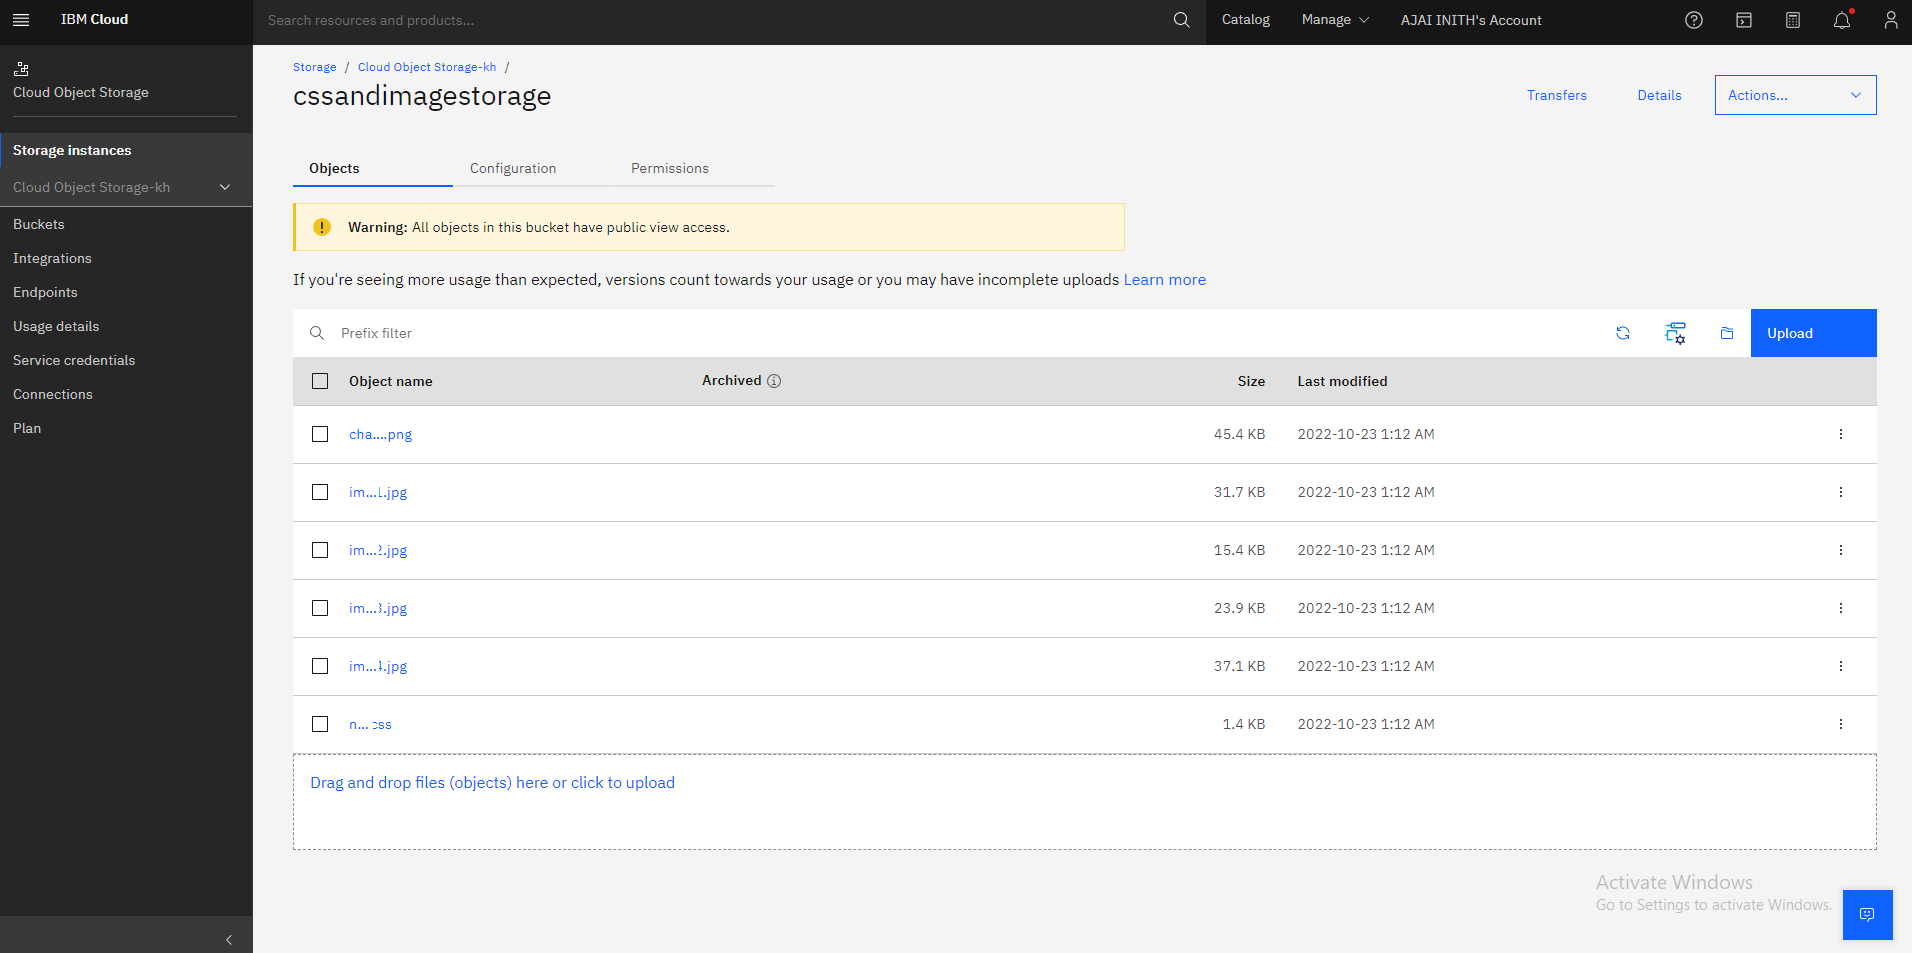 IBM Cloud
Search resources and products...
Catalog
Manage
AJAI INITH's Account
Cloud Object Storage
Storage instances
Cloud Object Storage-kh
Buckets
Integrations
Endpoints
Usage details
Service credentials
Connections
Plan
Storage / Cloud Object Storage-kh /
cssandimagestorage
Transfers
Details
Actions...
Objects
Configuration
Permissions
Warning: All objects in this bucket have public view access.
If you're seeing more usage than expected, versions count towards your usage or you may have incomplete uploads Learn more
Prefix filter
Upload
Object name Archived Size Last modified
cha....png 45.4 KB 2022-10-23 1:12 AM
im...1.jpg 31.7 KB 2022-10-23 1:12 AM
im...2.jpg 15.4 KB 2022-10-23 1:12 AM
im...3.jpg 23.9 KB 2022-10-23 1:12 AM
im...4.jpg 37.1 KB 2022-10-23 1:12 AM
n...css 1.4 KB 2022-10-23 1:12 AM
Drag and drop files (objects) here or click to upload
Activate Windows
Go to Settings to activate Windows.